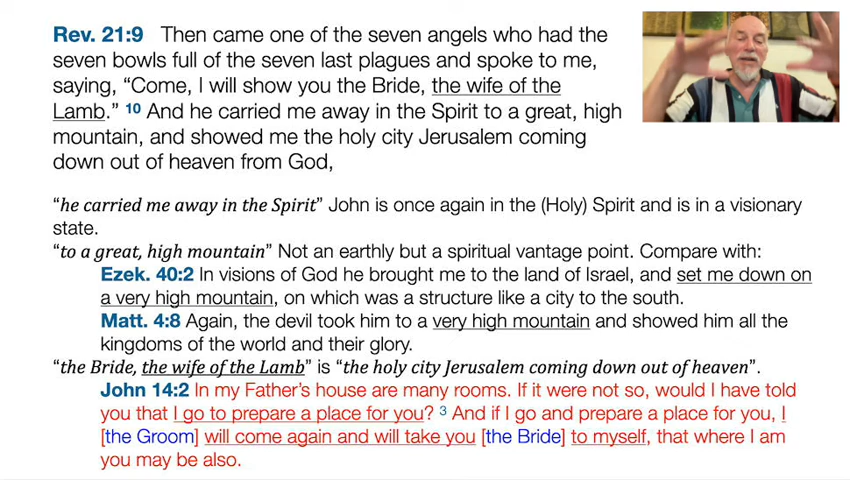 Rev. 21:9 Then came one of the seven angels who had the
seven bowls full of the seven last plagues and spoke to me,
saying, “Come, I will show you the Bride, the wife of the
Lamb.” 10 And he carried me away in the Spirit to a great, high
mountain, and showed me the holy city Jerusalem coming
down out of heaven from God,
“he carried me away in the Spirit” John is once again in the (Holy) Spirit and is in a visionary
state.
“to a great, high mountain” Not an earthly but a spiritual vantage point. Compare with:
Ezek. 40:2 In visions of God he brought me to the land of Israel, and set me down on
a very high mountain, on which was a structure like a city to the south.
Matt. 4:8 Again, the devil took him to a very high mountain and showed him all the
kingdoms of the world and their glory.
“the Bride, the wife of the Lamb” is “the holy city Jerusalem coming down out of heaven”.
John 14:2 In my Father’s house are many rooms. If it were not so, would I have told
you that I go to prepare a place for you? 3 And if I go and prepare a place for you, I
[the Groom] will come again and will take you [the Bride] to myself, that where I am
you may be also.